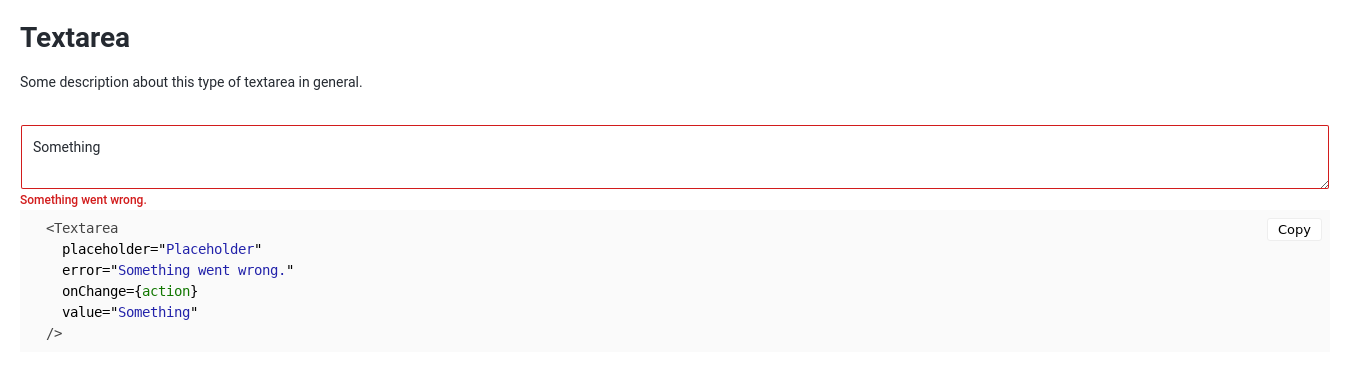 Textarea
Some description about this type of textarea in general.
Something
Something went wrong.
<Textarea
Copy
placeholder="Placeholder"
error="Something went wrong."
onChange={action}
value="Something"
/>